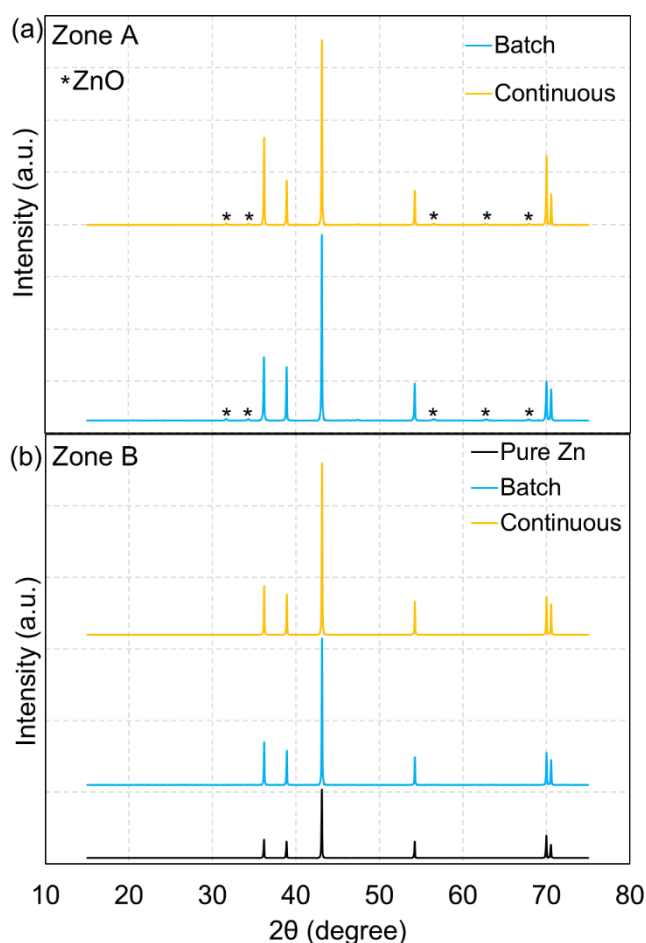 (a) Zone A
*ZnO
Batch
Continuous
* * * * *
* * * * *
Intensity (a.u.)
(b) Zone B
Pure Zn
Batch
Continuous
Intensity (a.u.)
10 20 30 40 50 60 70 80
2θ (degree)